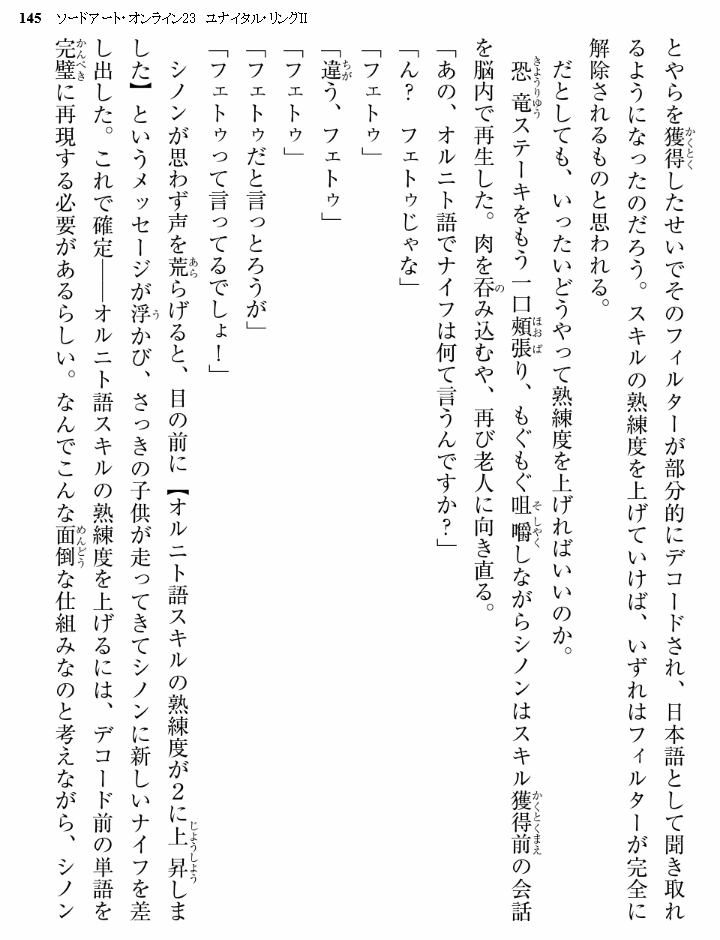 145 ソードアート・オンライン23 ユナイタル・リングⅡ
とやらを獲得したせいでそのフィルターが部分的にデコードされ、日本語として聞き取れ
るようになったのだろう。スキルの熟練度を上げていけば、いずれはフィルターが完全に
解除されるものと思われる。
だとしても、いったいどうやって熟練度を上げればいいのか。
恐竜ステーキをもう一口頰張り、もぐもぐ咀嚼しながらシノンはスキル獲得前の会話
を脳内で再生した。肉を吞み込むや、再び老人に向き直る。
「あの、オルニト語でナイフは何て言うんですか?」
「ん? フェトゥじゃな」
「フェトゥ」
「違う、フェトゥ」
「フェトゥ」
「フェトゥだと言っとろうが」
「フェトゥって言ってるでしょ!」
シノンが思わず声を荒らげると、目の前に【オルニト語スキルの熟練度が2に上昇しま
した】というメッセージが浮かび、さっきの子供が走ってきてシノンに新しいナイフを差
し出した。これで確定――オルニト語スキルの熟練度を上げるには、デコード前の単語を
完璧に再現する必要があるらしい。なんでこんな面倒な仕組みなのと考えながら、シノン